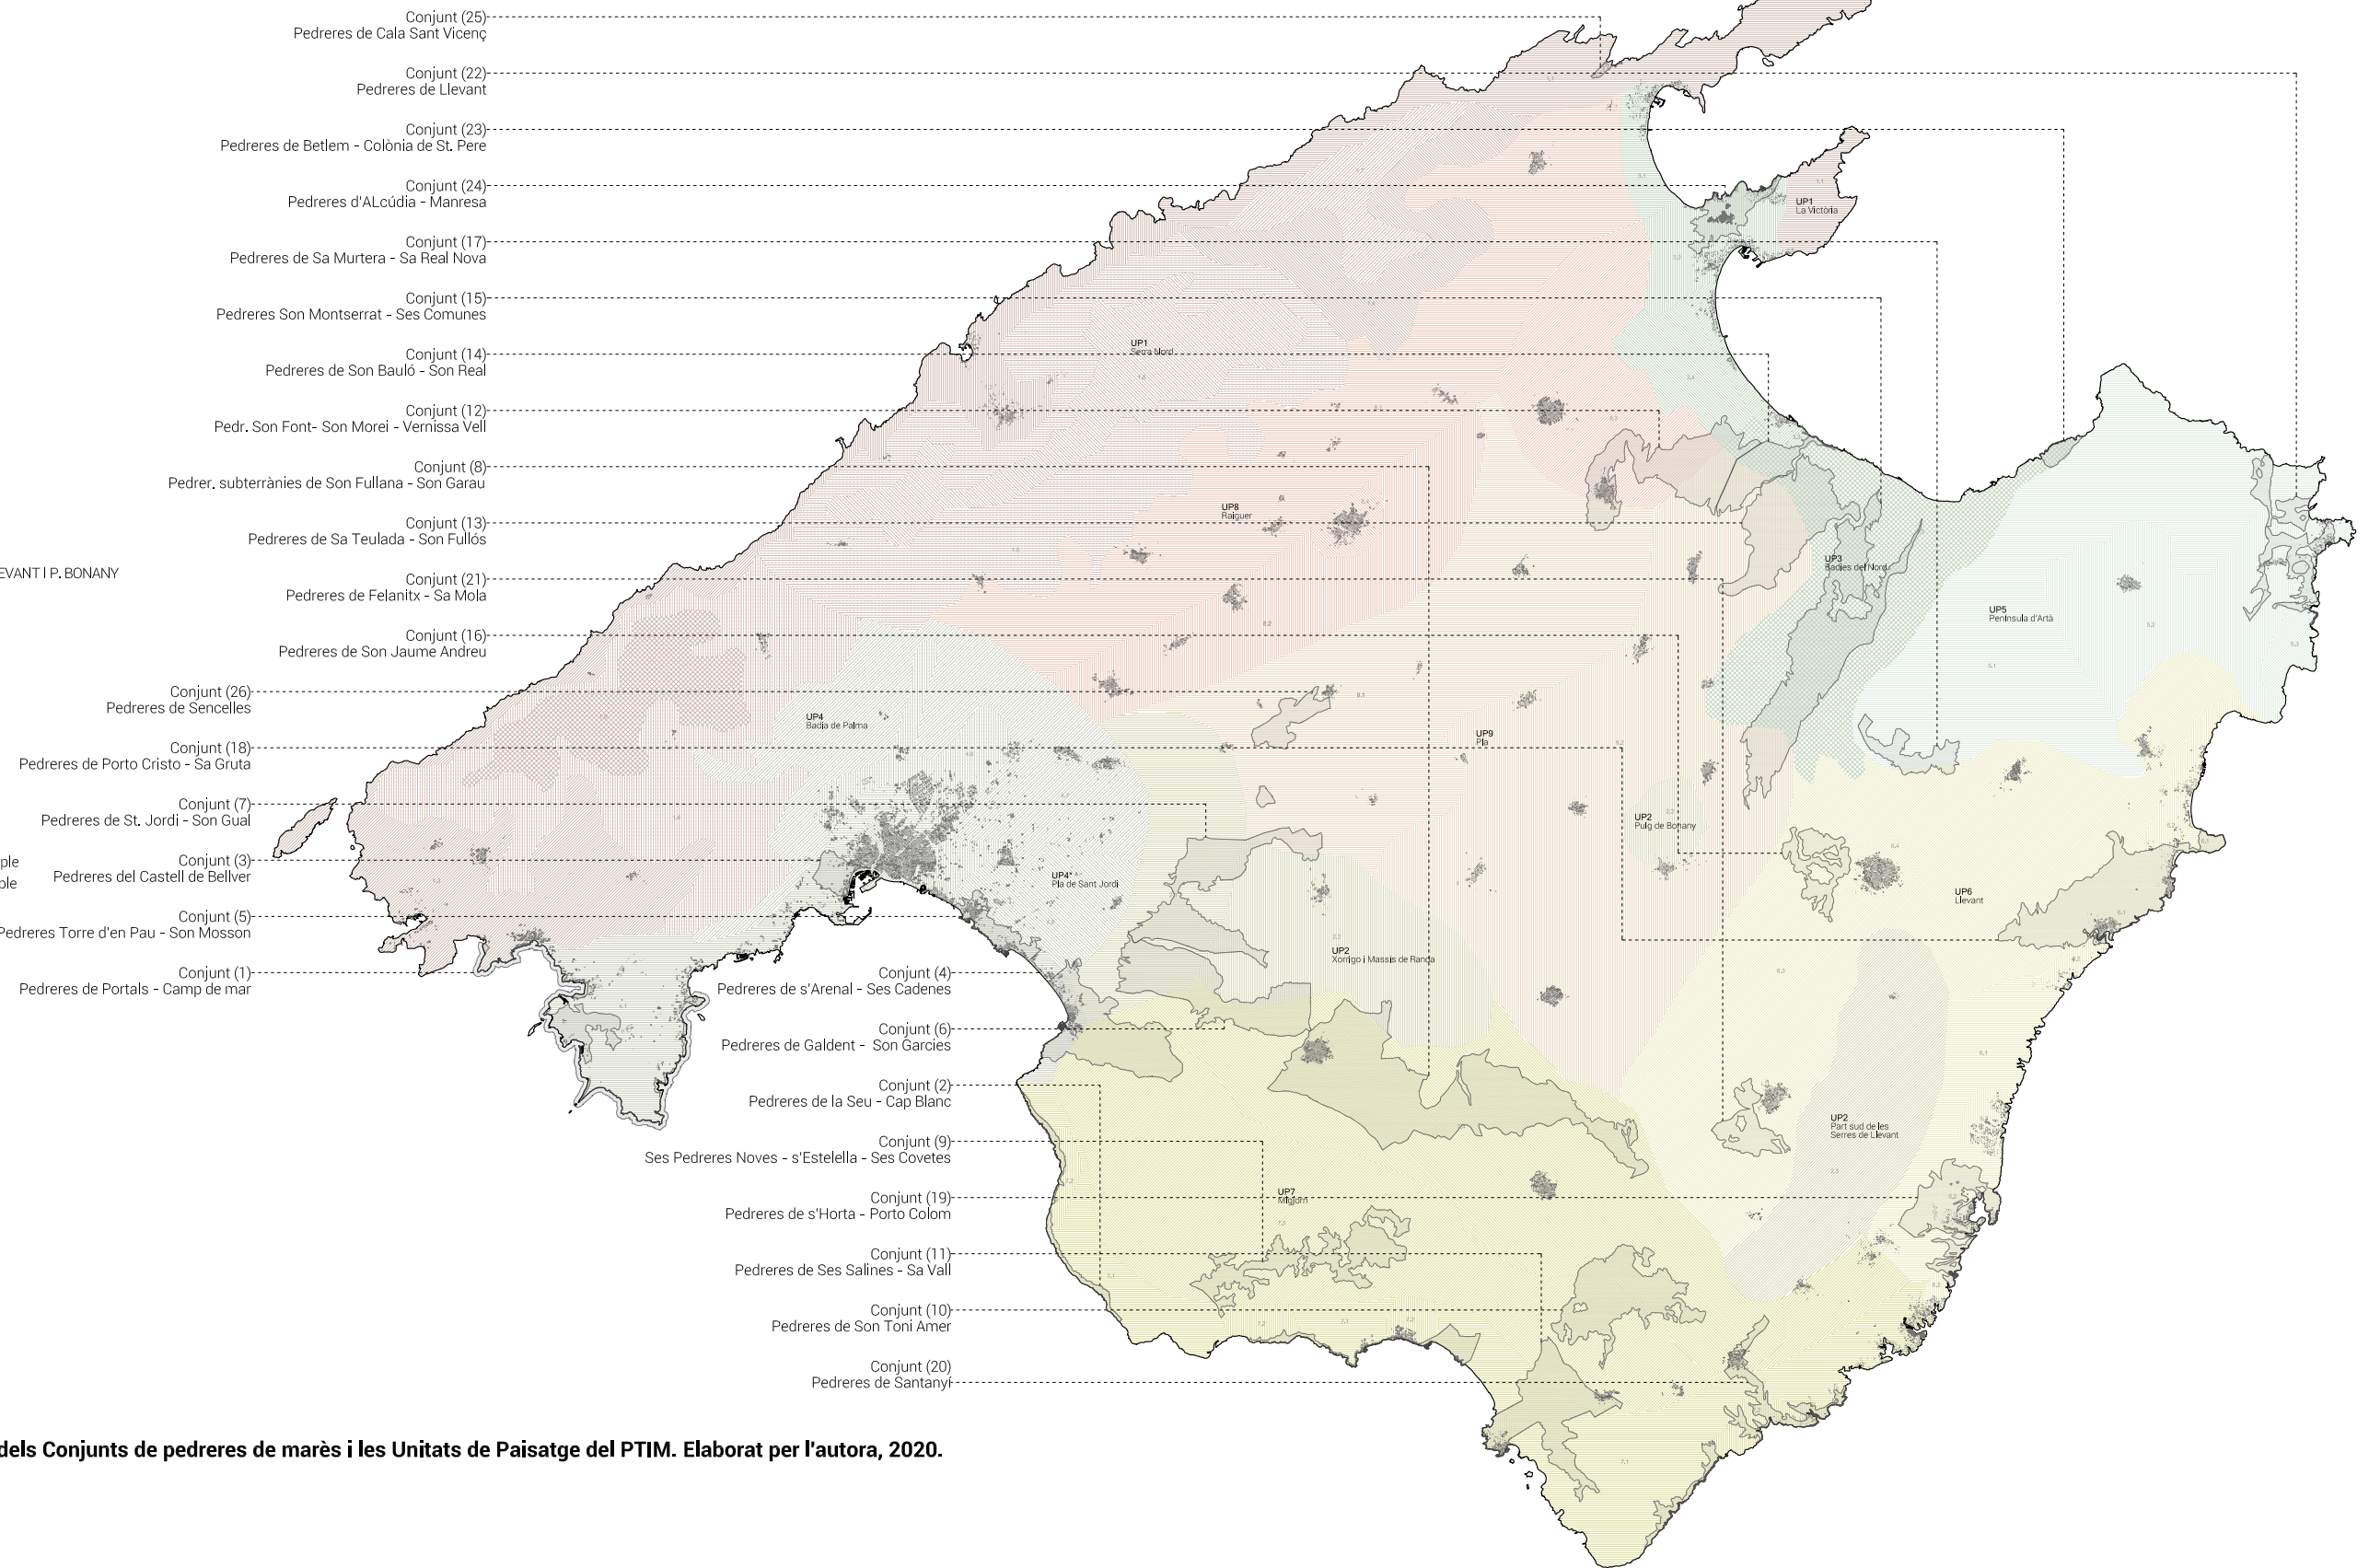 Conjunt (25)
Pedreres de Cala Sant Vicenç
Conjunt (22)
Pedreres de Llevant
Conjunt (23)
Pedreres de Betlem - Colònia de St. Pere
Conjunt (24)
Pedreres d'ALcúdia - Manresa
Conjunt (17)
Pedreres de Sa Murtera - Sa Real Nova
Conjunt (15)
Pedreres Son Montserrat - Ses Comunes
Conjunt (14)
Pedreres de Son Bauló - Son Real
Conjunt (12)
Pedr. Son Font- Son Morei - Vernissa Vell
Conjunt (8)
Pedrer. subterrànies de Son Fullana - Son Garau
Conjunt (13)
Pedreres de Sa Teulada - Son Fullós
EVANT I P. BONANY
Conjunt (21)
Pedreres de Felanitx - Sa Mola
Conjunt (16)
Pedreres de Son Jaume Andreu
Conjunt (26)
Pedreres de Sencelles
Conjunt (18)
Pedreres de Porto Cristo - Sa Gruta
Conjunt (7)
Pedreres de St. Jordi - Son Gual
ple
Conjunt (3)
Pedreres del Castell de Bellver
ple
Conjunt (5)
Pedreres Torre d'en Pau - Son Mosson
Conjunt (1)
Pedreres de Portals - Camp de mar
Conjunt (4)
Pedreres de s'Arenal - Ses Cadenes
Conjunt (6)
Pedreres de Galdent - Son Garcies
Conjunt (2)
Pedreres de la Seu - Cap Blanc
Conjunt (9)
Ses Pedreres Noves - s'Estelella - Ses Covetes
Conjunt (19)
Pedreres de s'Horta - Porto Colom
Conjunt (11)
Pedreres de Ses Salines - Sa Vall
Conjunt (10)
Pedreres de Son Toni Amer
Conjunt (20)
Pedreres de Santanyí
UP1
La Victòria
UP1
Serra Nord
UP8
Raiguer
UP3
Badies del Nord
UP5
Península d'Artà
UP4
Badia de Palma
UP9
Pla
UP2
Puig de Bonany
UP4*
Pla de Sant Jordi
UP6
Llevant
UP2
Xorrigo i Massís de Randa
UP2
Part sud de les
Serres de Llevant
UP7
Migjorn
dels Conjunts de pedreres de marès i les Unitats de Paisatge del PTIM. Elaborat per l'autora, 2020.